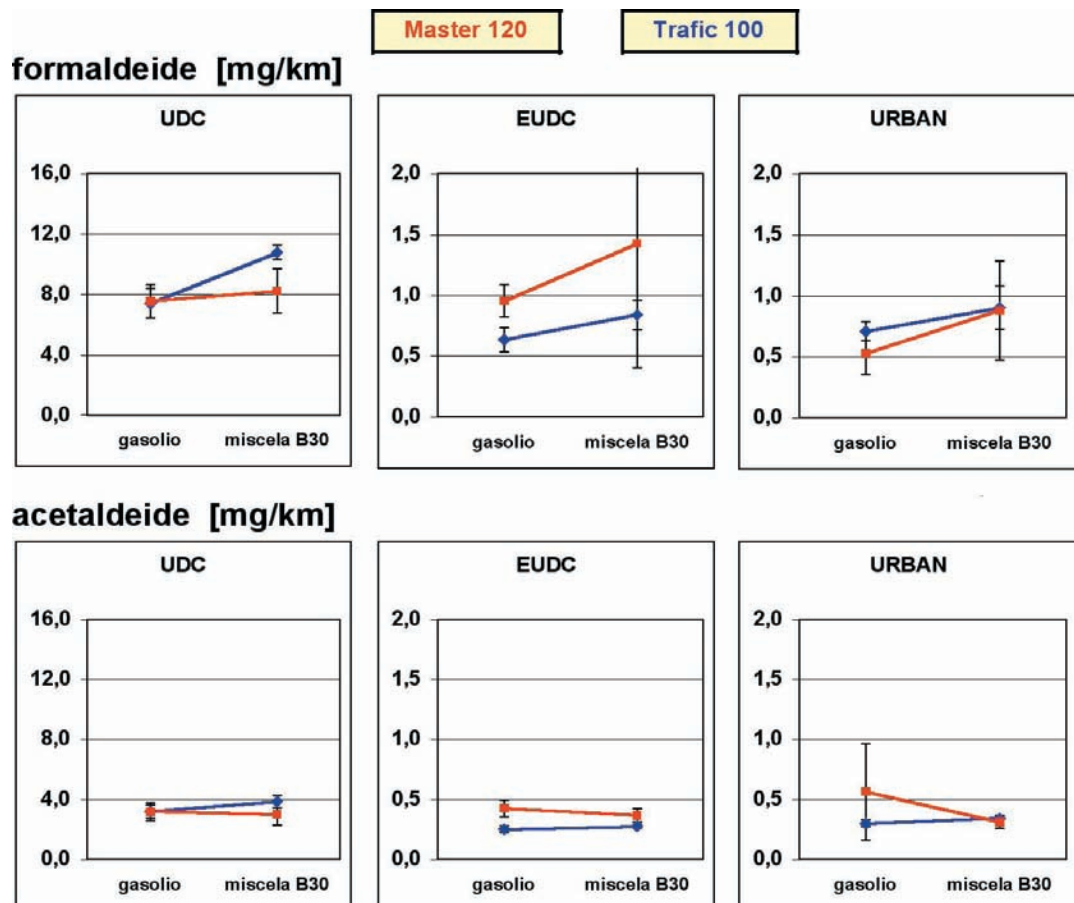 Master 120 Trafic 100
formaldeide [mg/km]
UDC EUDC URBAN
16,0 2,0 2,0
12,0 1,5 1,5
8,0 1,0 1,0
4,0 0,5 0,5
0,0 0,0 0,0
gasolio miscela B30 gasolio miscela B30 gasolio miscela B30
acetaldeide [mg/km]
UDC EUDC URBAN
16,0 2,0 2,0
12,0 1,5 1,5
8,0 1,0 1,0
4,0 0,5 0,5
0,0 0,0 0,0
gasolio miscela B30 gasolio miscela B30 gasolio miscela B30